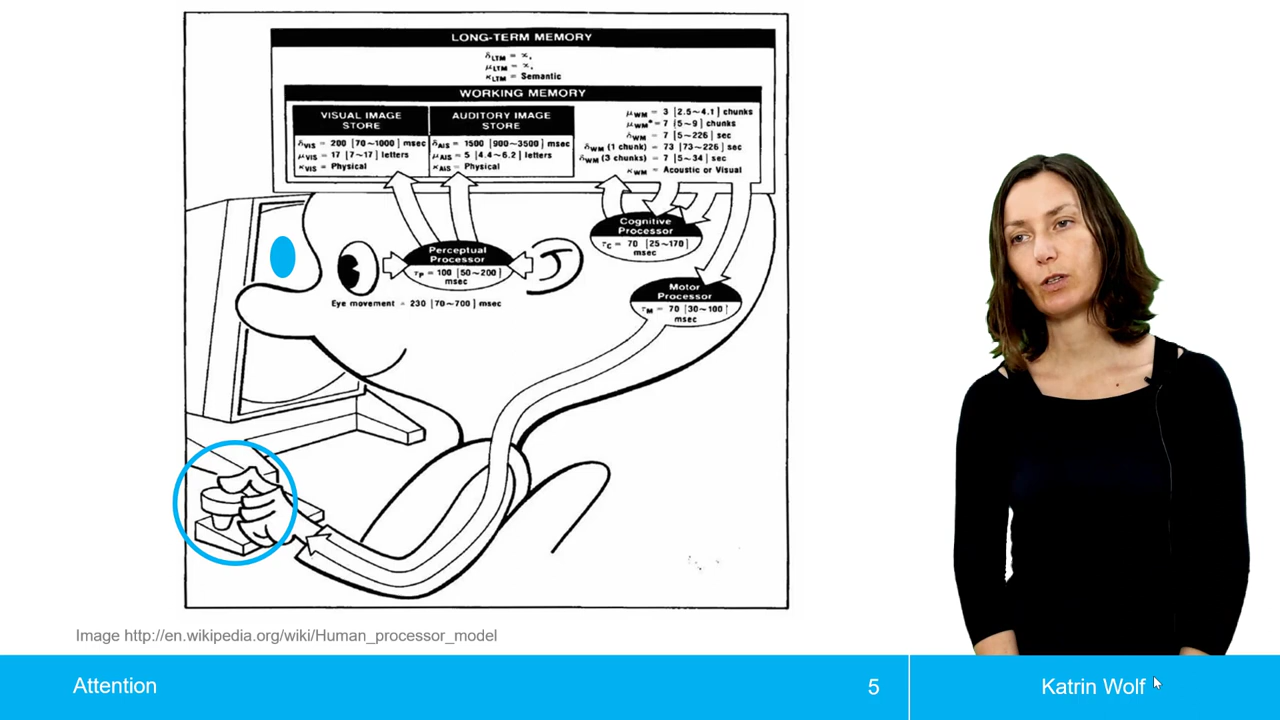 LONG-TERM MEMORY
δLTM = ∞,
μLTM = ∞,
κLTM = Semantic
WORKING MEMORY
VISUAL IMAGE
STORE
δVIS = 200 [70~1000] msec
μVIS = 17 [7~17] letters
κVIS = Physical
AUDITORY IMAGE
STORE
δAIS = 1500 [900~3500] msec
μAIS = 5 [4.4~6.2] letters
κAIS = Physical
μWM = 3 [2.5~4.1] chunks
μWM* = 7 [5~9] chunks
δWM = 7 [5~226] sec
δWM (1 chunk) = 73 [73~226] sec
δWM (3 chunks) = 7 [5~34] sec
κWM = Acoustic or Visual
Cognitive
Processor
τC = 70 [25~170]
msec
Perceptual
Processor
τP = 100 [50~200]
msec
Eye movement = 230 [70~700] msec
Motor
Processor
τM = 70 [30~100]
msec
Image http://en.wikipedia.org/wiki/Human_processor_model
Attention
5
Katrin Wolf